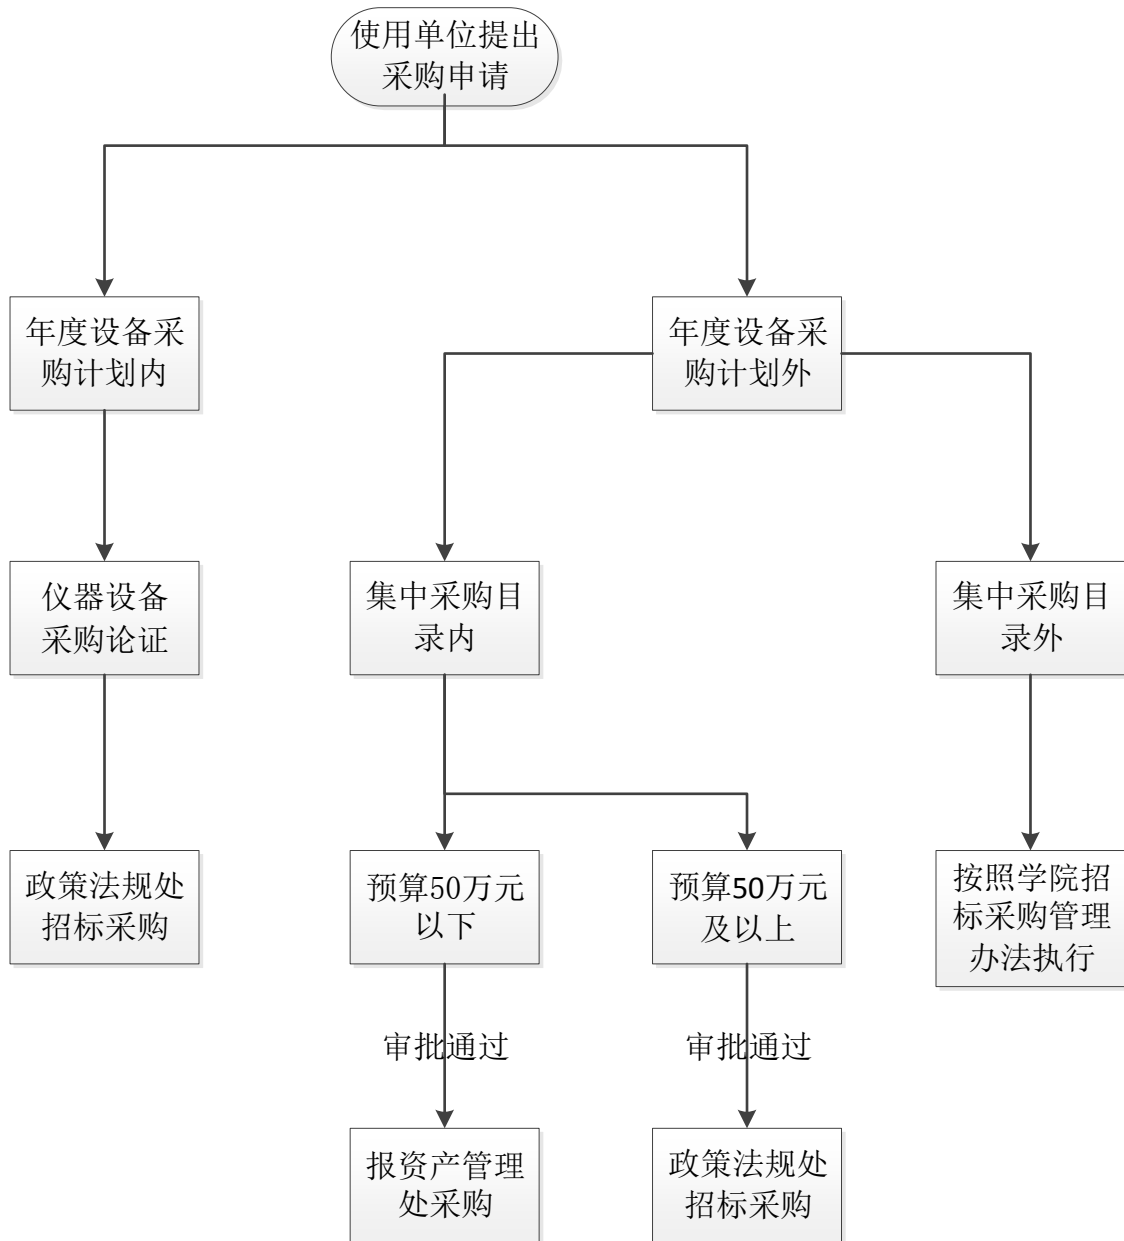 使用单位提出
采购申请
年度设备采
购计划内
年度设备采
购计划外
仪器设备
采购论证
集中采购目
录内
集中采购目
录外
政策法规处
招标采购
预算50万元
以下
预算50万元
及以上
按照学院招
标采购管理
办法执行
审批通过
审批通过
报资产管理
处采购
政策法规处
招标采购